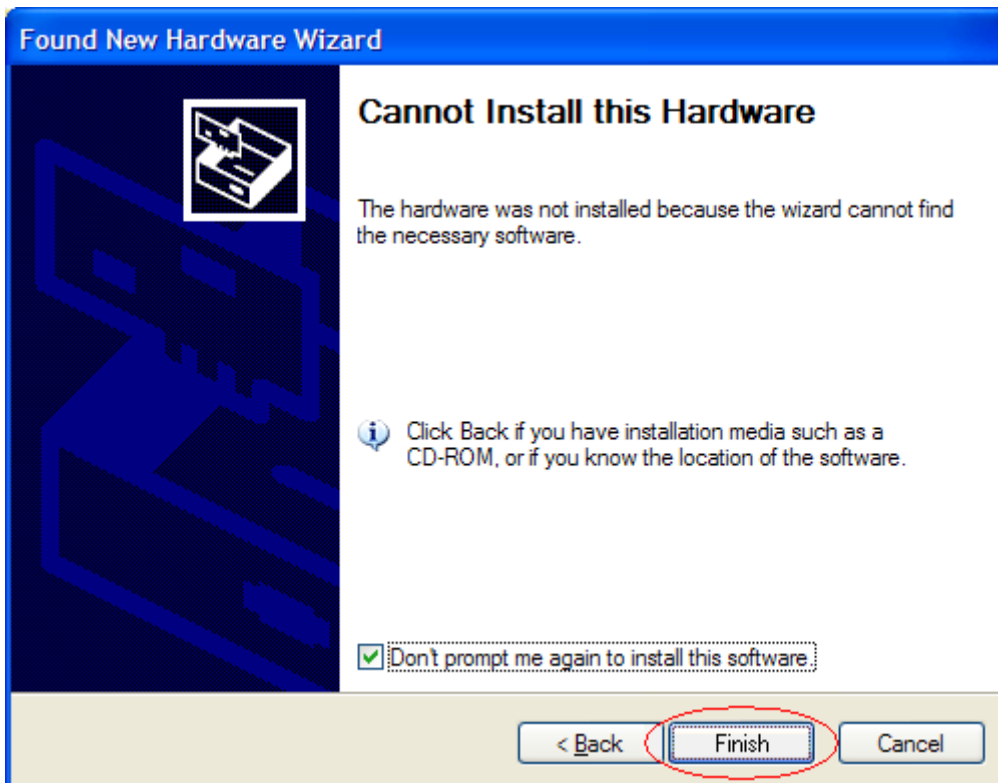 Found New Hardware Wizard
Cannot Install this Hardware
The hardware was not installed because the wizard cannot find
the necessary software.
Click Back if you have installation media such as a
CD-ROM, or if you know the location of the software.
Don't prompt me again to install this software.
< Back Finish Cancel